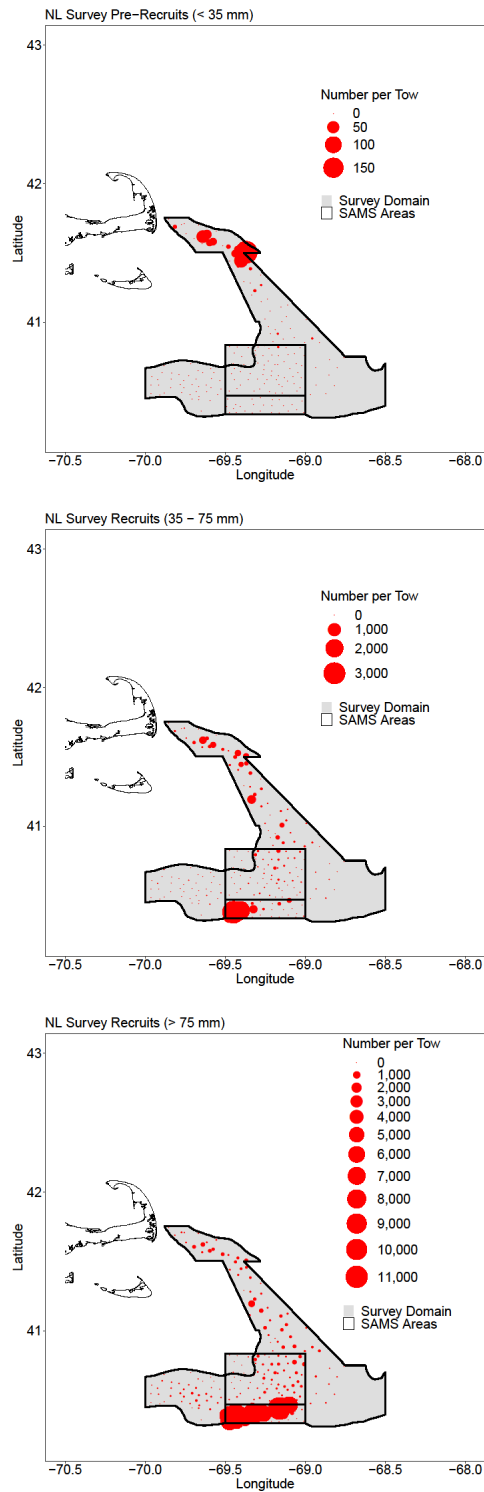 NL Survey Pre−Recruits (< 35 mm)
43
42
41
Latitude
Number per Tow
0
50
100
150
Survey Domain
SAMS Areas
−70.5 −70.0 −69.5 −69.0 −68.5 −68.0
Longitude
NL Survey Recruits (35 − 75 mm)
43
42
41
Latitude
Number per Tow
0
1,000
2,000
3,000
Survey Domain
SAMS Areas
−70.5 −70.0 −69.5 −69.0 −68.5 −68.0
Longitude
NL Survey Recruits (> 75 mm)
43
42
41
Latitude
Number per Tow
0
1,000
2,000
3,000
4,000
5,000
6,000
7,000
8,000
9,000
10,000
11,000
Survey Domain
SAMS Areas
−70.5 −70.0 −69.5 −69.0 −68.5 −68.0
Longitude